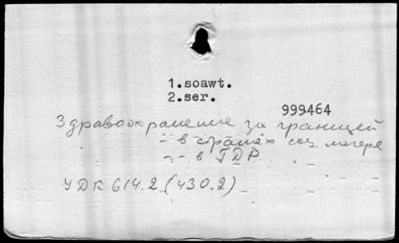 1.soawt.
2.ser.
999464
Здравоохранение за границей
-"- в странах соц. лагеря
-"- в ГДР
УДК 614.2 (430.2)